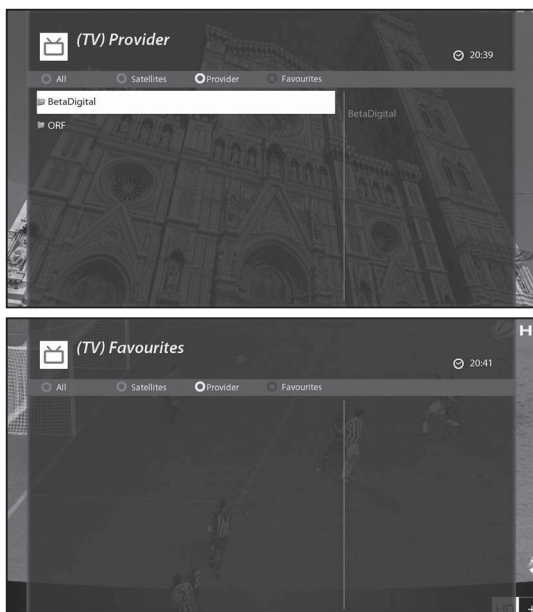 (TV) Provider
20:39
All Satellites Provider Favourites
BetaDigital
BetaDigital
ORF
H
(TV) Favourites
20:41
All Satellites Provider Favourites
HD +